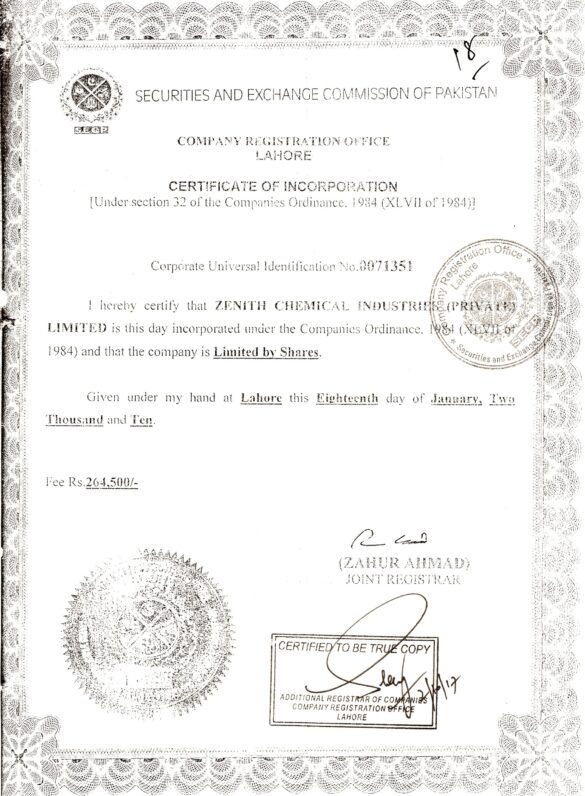 18
SECURITIES AND EXCHANGE COMMISSION OF PAKISTAN
S.E.C.P
COMPANY REGISTRATION OFFICE
LAHORE
CERTIFICATE OF INCORPORATION
[Under section 32 of the Companies Ordinance, 1984 (XLVII of 1984)]
Corporate Universal Identification No.0071351
Company Registration Office
Lahore
Securities and Exchange Commission
I hereby certify that ZENITH CHEMICAL INDUSTRIES (PRIVATE)
LIMITED is this day incorporated under the Companies Ordinance, 1984 (XLVII of
1984) and that the company is Limited by Shares.
Given under my hand at Lahore this Eighteenth day of January, Two
Thousand and Ten.
Fee Rs.264,500/-
(ZAHUR AHMAD)
JOINT REGISTRAR
CERTIFIED TO BE TRUE COPY
ADDITIONAL REGISTRAR OF COMPANIES
COMPANY REGISTRATION OFFICE
LAHORE